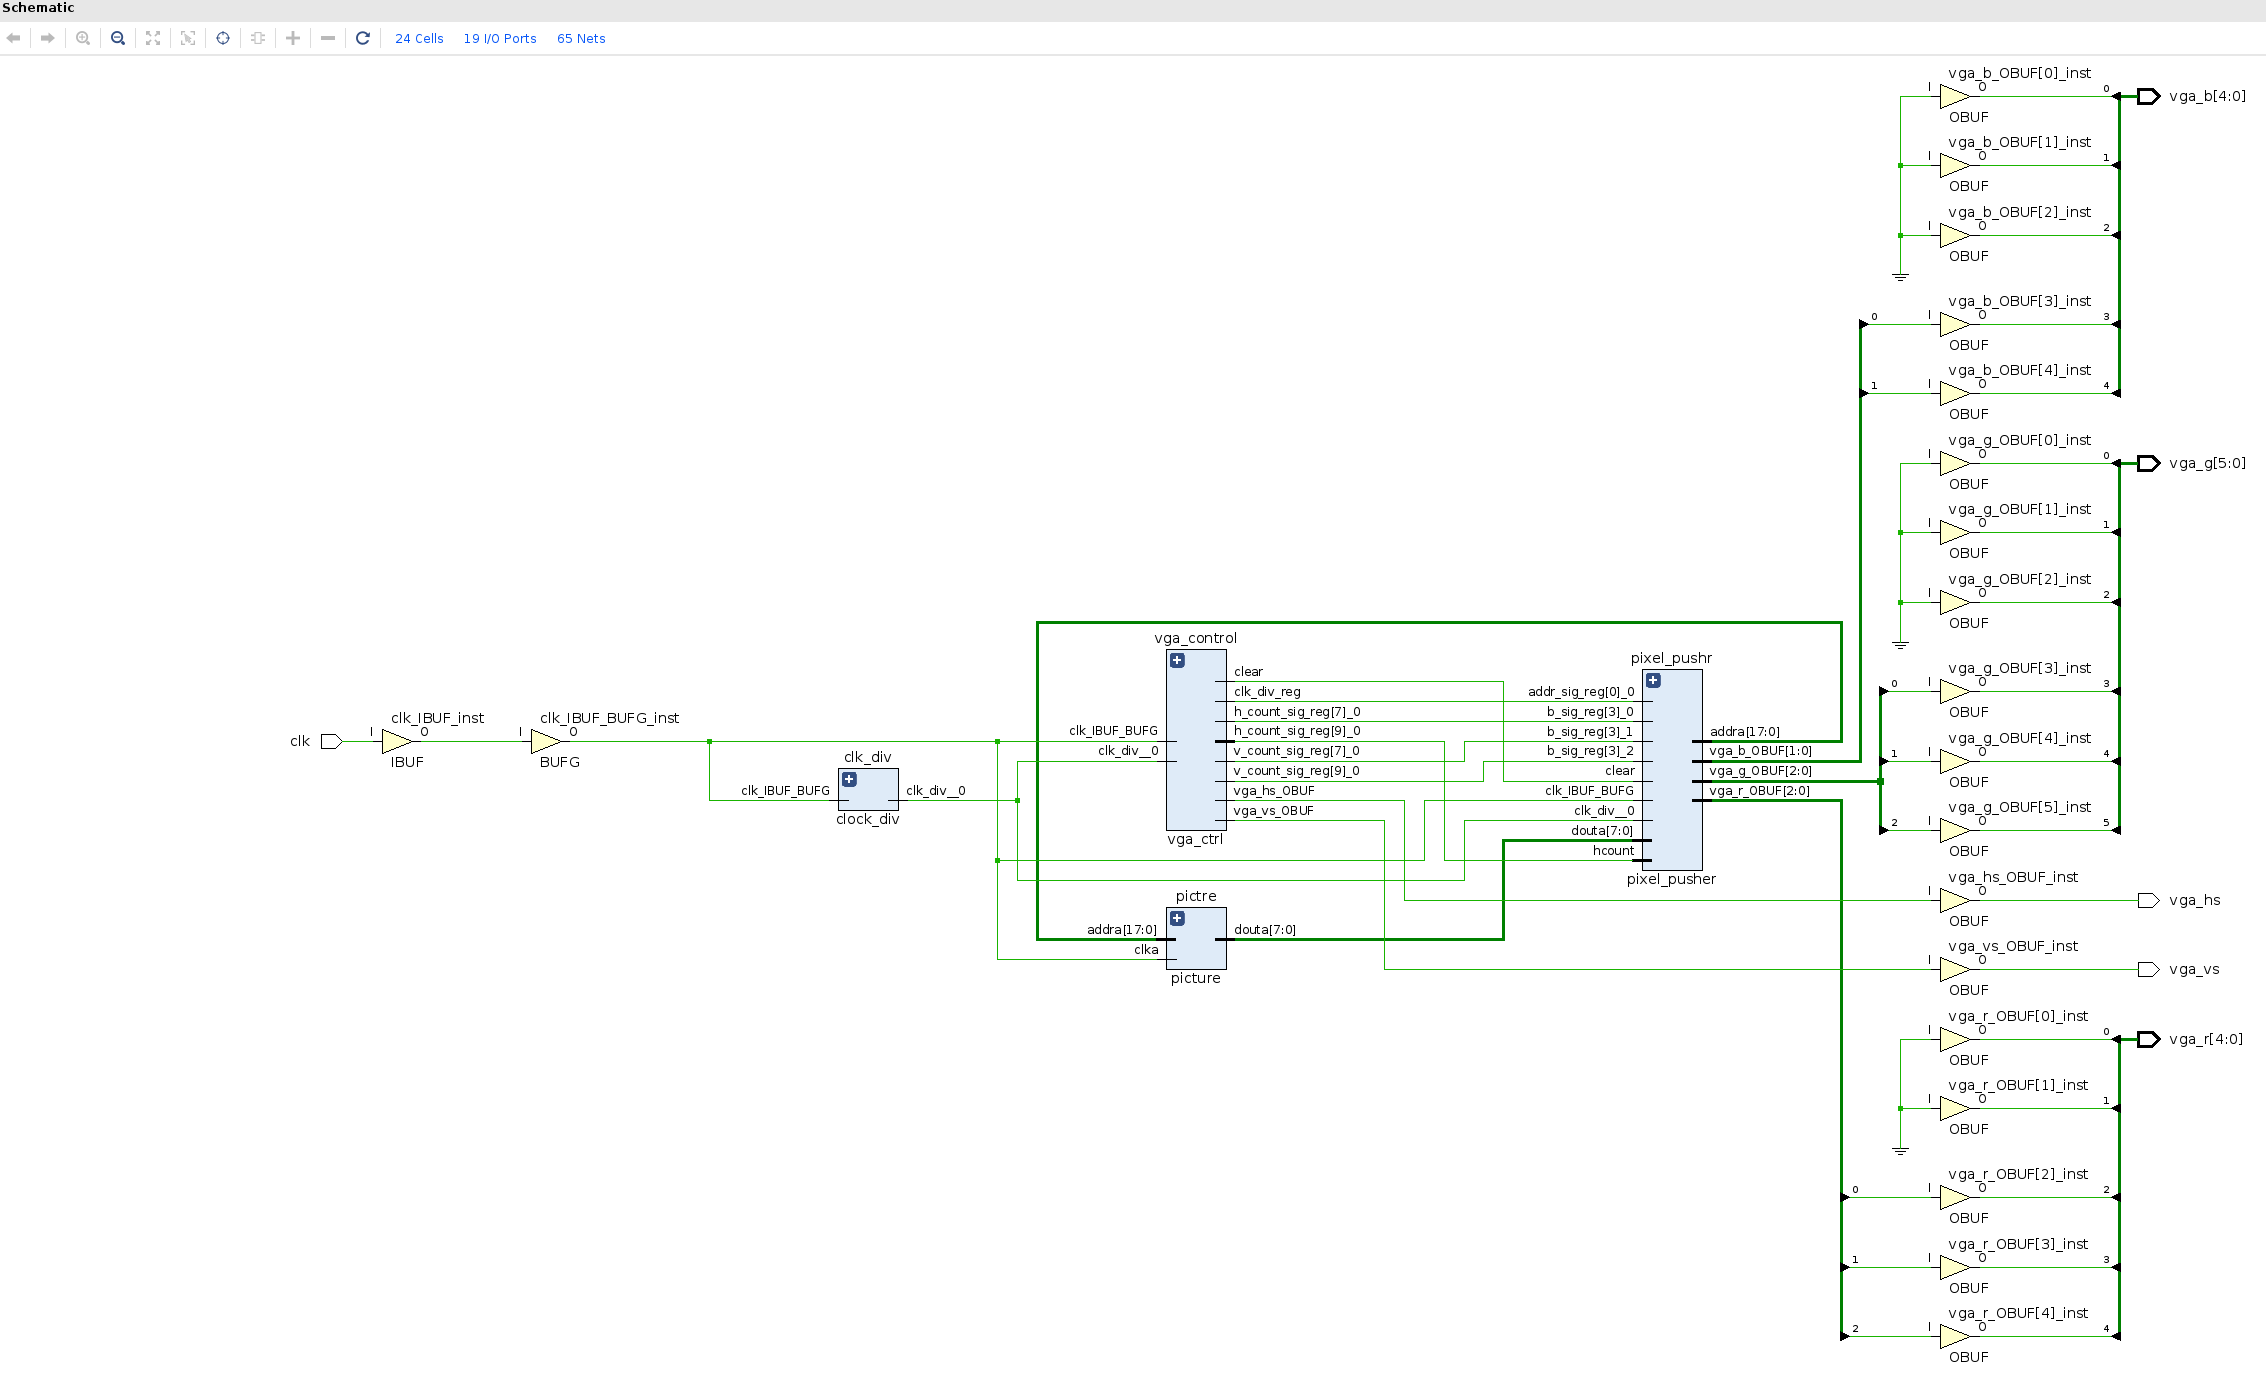 Schematic
24 Cells 19 I/O Ports 65 Nets
clk
I
clk_IBUF_inst
O
IBUF
I
clk_IBUF_BUFG_inst
O
BUFG
clk_div
clk_IBUF_BUFG
clk_div__0
clock_div
vga_control
clk_IBUF_BUFG
clk_div__0
clear
clk_div_reg
h_count_sig_reg[7]_0
h_count_sig_reg[9]_0
v_count_sig_reg[7]_0
v_count_sig_reg[9]_0
vga_hs_OBUF
vga_vs_OBUF
vga_ctrl
pictre
addra[17:0]
clka
douta[7:0]
picture
pixel_pushr
addr_sig_reg[0]_0
b_sig_reg[3]_0
b_sig_reg[3]_1
b_sig_reg[3]_2
clear
clk_IBUF_BUFG
clk_div__0
douta[7:0]
hcount
addra[17:0]
vga_b_OBUF[1:0]
vga_g_OBUF[2:0]
vga_r_OBUF[2:0]
pixel_pusher
vga_b_OBUF[0]_inst
I O 0
OBUF
vga_b[4:0]
vga_b_OBUF[1]_inst
I O 1
OBUF
vga_b_OBUF[2]_inst
I O 2
OBUF
vga_b_OBUF[3]_inst
0 I O 3
OBUF
vga_b_OBUF[4]_inst
1 I O 4
OBUF
vga_g_OBUF[0]_inst
I O 0
OBUF
vga_g[5:0]
vga_g_OBUF[1]_inst
I O 1
OBUF
vga_g_OBUF[2]_inst
I O 2
OBUF
vga_g_OBUF[3]_inst
0 I O 3
OBUF
vga_g_OBUF[4]_inst
1 I O 4
OBUF
vga_g_OBUF[5]_inst
2 I O 5
OBUF
vga_hs_OBUF_inst
I O
OBUF
vga_hs
vga_vs_OBUF_inst
I O
OBUF
vga_vs
vga_r_OBUF[0]_inst
I O 0
OBUF
vga_r[4:0]
vga_r_OBUF[1]_inst
I O 1
OBUF
vga_r_OBUF[2]_inst
0 I O 2
OBUF
vga_r_OBUF[3]_inst
1 I O 3
OBUF
vga_r_OBUF[4]_inst
2 I O 4
OBUF